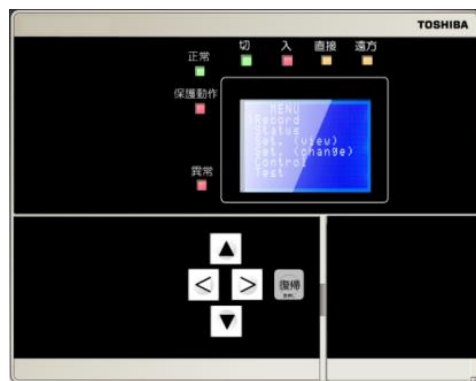 TOSHIBA
切 入 直接 遠方
正常
保護動作
MENU
Record
Status
Set. (view)
Set. (change)
Control
Test
異常
復帰